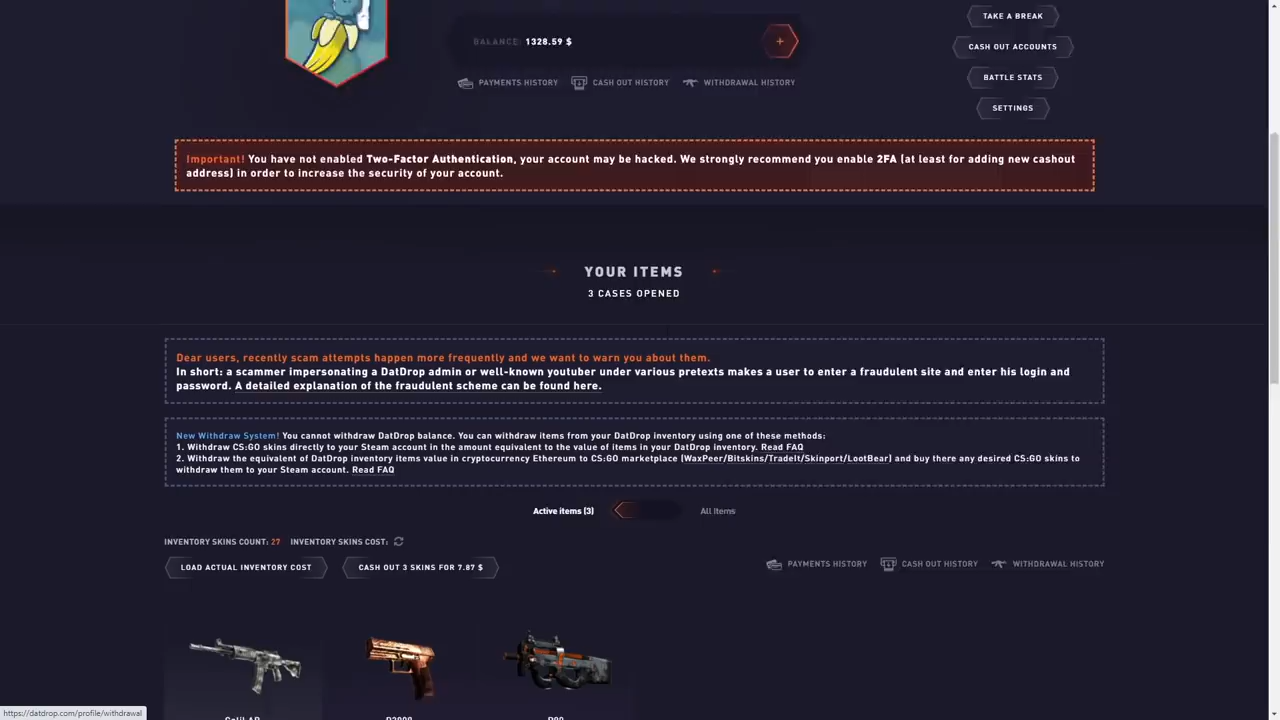 TAKE A BREAK
BALANCE: 1328.59 $
+
CASH OUT ACCOUNTS
PAYMENTS HISTORY CASH OUT HISTORY WITHDRAWAL HISTORY
BATTLE STATS
SETTINGS
Important! You have not enabled Two-Factor Authentication, your account may be hacked. We strongly recommend you enable 2FA (at least for adding new cashout
address) in order to increase the security of your account.
YOUR ITEMS
3 CASES OPENED
Dear users, recently scam attempts happen more frequently and we want to warn you about them.
In short: a scammer impersonating a DatDrop admin or well-known youtuber under various pretexts makes a user to enter a fraudulent site and enter his login and
password. A detailed explanation of the fraudulent scheme can be found here.
New Withdraw System! You cannot withdraw DatDrop balance. You can withdraw items from your DatDrop inventory using one of these methods:
1. Withdraw CS:GO skins directly to your Steam account in the amount equivalent to the value of items in your DatDrop inventory. Read FAQ
2. Withdraw the equivalent of DatDrop inventory items value in cryptocurrency Ethereum to CS:GO marketplace (WaxPeer/Bitskins/TradeIt/Skinport/LootBear) and buy there any desired CS:GO skins to
withdraw them to your Steam account. Read FAQ
Active items (3) All Items
INVENTORY SKINS COUNT: 27 INVENTORY SKINS COST:
LOAD ACTUAL INVENTORY COST CASH OUT 3 SKINS FOR 7.87 $ PAYMENTS HISTORY CASH OUT HISTORY WITHDRAWAL HISTORY
https://datdrop.com/profile/withdrawal